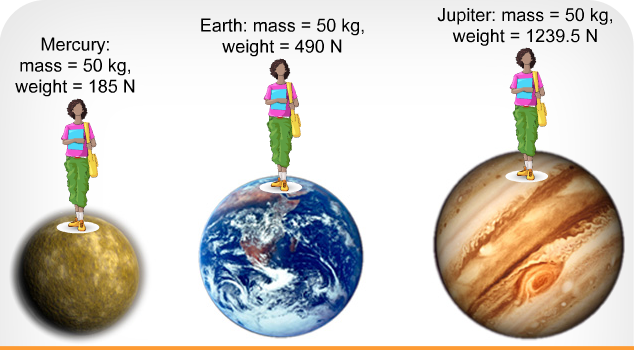 Mercury:
mass = 50 kg,
weight = 185 N
Earth: mass = 50 kg,
weight = 490 N
Jupiter: mass = 50 kg,
weight = 1239.5 N